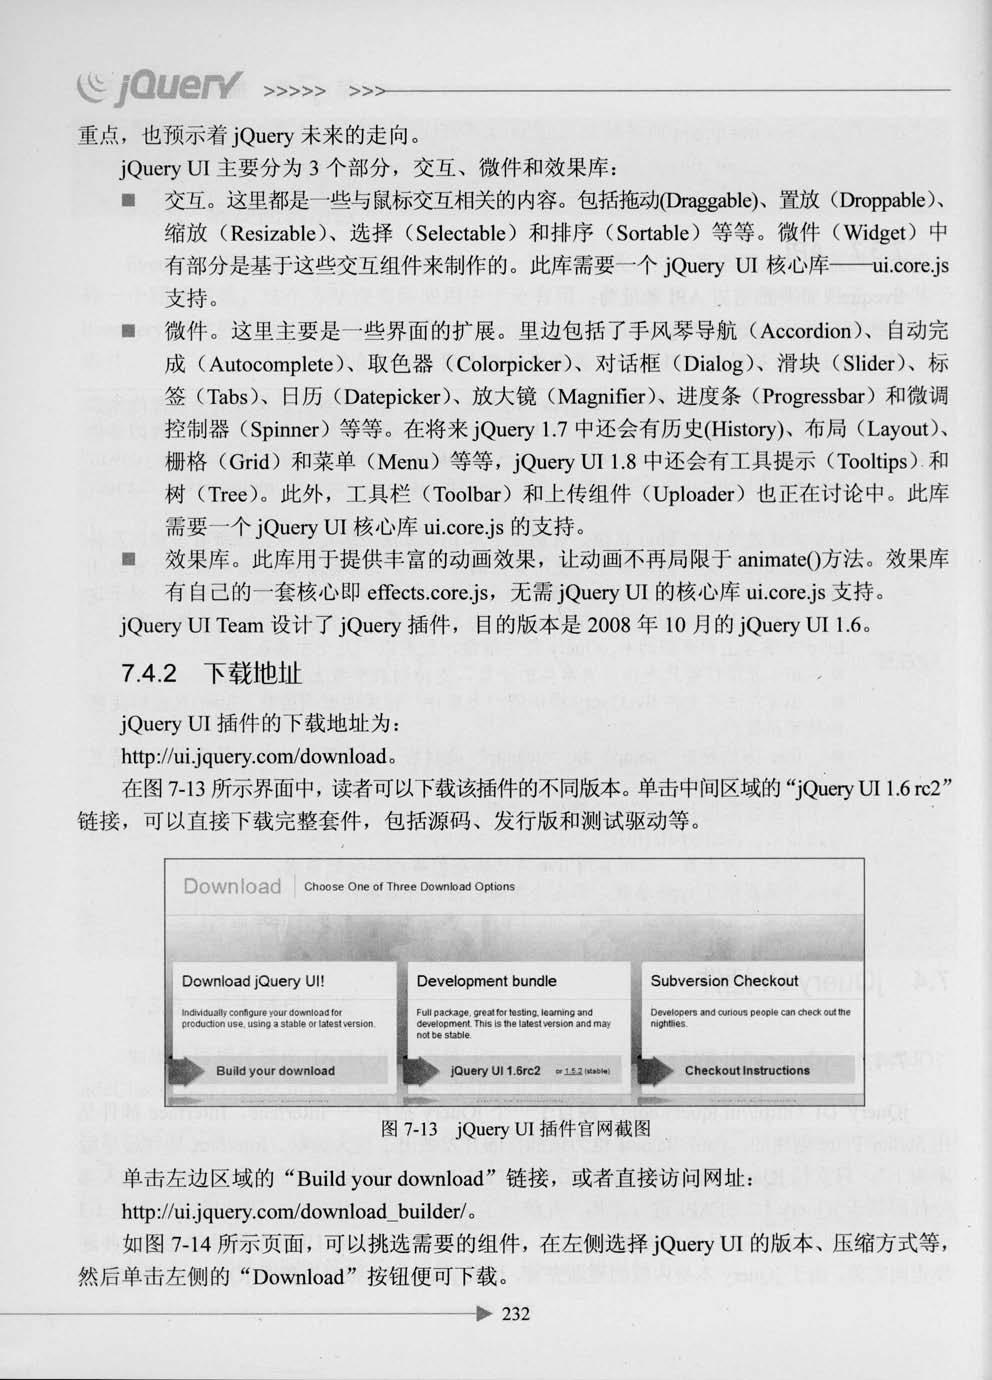 jQuery >>>>> >>>
重点，也预示着 jQuery 未来的走向。
jQuery UI 主要分为 3 个部分，交互、微件和效果库：
■ 交互。这里都是一些与鼠标交互相关的内容。包括拖动(Draggable)、置放（Droppable）、
缩放（Resizable）、选择（Selectable）和排序（Sortable）等等。微件（Widget）中
有部分是基于这些交互组件来制作的。此库需要一个 jQuery UI 核心库——ui.core.js
支持。
■ 微件。这里主要是一些界面的扩展。里边包括了手风琴导航（Accordion）、自动完
成（Autocomplete）、取色器（Colorpicker）、对话框（Dialog）、滑块（Slider）、标
签（Tabs）、日历（Datepicker）、放大镜（Magnifier）、进度条（Progressbar）和微调
控制器（Spinner）等等。在将来 jQuery 1.7 中还会有历史(History)、布局（Layout）、
栅格（Grid）和菜单（Menu）等等，jQuery UI 1.8 中还会有工具提示（Tooltips）和
树（Tree）。此外，工具栏（Toolbar）和上传组件（Uploader）也正在讨论中。此库
需要一个 jQuery UI 核心库 ui.core.js 的支持。
■ 效果库。此库用于提供丰富的动画效果，让动画不再局限于 animate()方法。效果库
有自己的一套核心即 effects.core.js，无需 jQuery UI 的核心库 ui.core.js 支持。
jQuery UI Team 设计了 jQuery 插件，目的版本是 2008 年 10 月的 jQuery UI 1.6。
7.4.2 下载地址
jQuery UI 插件的下载地址为：
http://ui.jquery.com/download。
在图 7-13 所示界面中，读者可以下载该插件的不同版本。单击中间区域的“jQuery UI 1.6 rc2”
链接，可以直接下载完整套件，包括源码、发行版和测试驱动等。
Download Choose One of Three Download Options
Download jQuery UI!
Individually configure your download for
production use, using a stable or latest version.
Build your download
Development bundle
Full package, great for testing, learning and
development. This is the latest version and may
not be stable.
jQuery UI 1.6rc2 or 1.5.2 (stable)
Subversion Checkout
Developers and curious people can check out the
nightlies.
Checkout Instructions
图 7-13 jQuery UI 插件官网截图
单击左边区域的“Build your download”链接，或者直接访问网址：
http://ui.jquery.com/download_builder/。
如图 7-14 所示页面，可以挑选需要的组件，在左侧选择 jQuery UI 的版本、压缩方式等，
然后单击左侧的“Download”按钮便可下载。
232